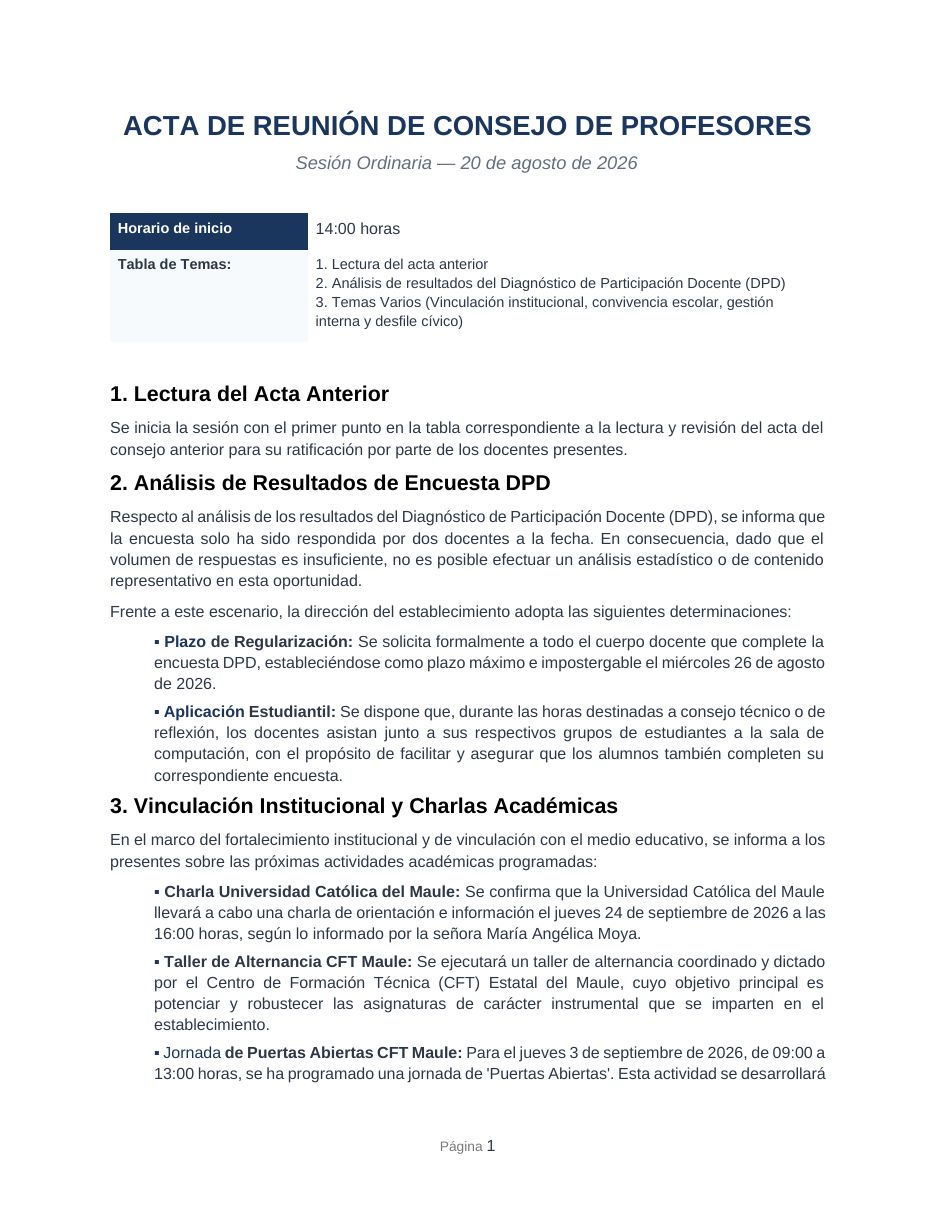 ACTA DE REUNIÓN DE CONSEJO DE PROFESORES
Sesión Ordinaria — 20 de agosto de 2026
Horario de inicio
14:00 horas
Tabla de Temas:
1. Lectura del acta anterior
2. Análisis de resultados del Diagnóstico de Participación Docente (DPD)
3. Temas Varios (Vinculación institucional, convivencia escolar, gestión
interna y desfile cívico)
1. Lectura del Acta Anterior
Se inicia la sesión con el primer punto en la tabla correspondiente a la lectura y revisión del acta del
consejo anterior para su ratificación por parte de los docentes presentes.
2. Análisis de Resultados de Encuesta DPD
Respecto al análisis de los resultados del Diagnóstico de Participación Docente (DPD), se informa que
la encuesta solo ha sido respondida por dos docentes a la fecha. En consecuencia, dado que el
volumen de respuestas es insuficiente, no es posible efectuar un análisis estadístico o de contenido
representativo en esta oportunidad.
Frente a este escenario, la dirección del establecimiento adopta las siguientes determinaciones:
▪ Plazo de Regularización: Se solicita formalmente a todo el cuerpo docente que complete la
encuesta DPD, estableciéndose como plazo máximo e impostergable el miércoles 26 de agosto
de 2026.
▪ Aplicación Estudiantil: Se dispone que, durante las horas destinadas a consejo técnico o de
reflexión, los docentes asistan junto a sus respectivos grupos de estudiantes a la sala de
computación, con el propósito de facilitar y asegurar que los alumnos también completen su
correspondiente encuesta.
3. Vinculación Institucional y Charlas Académicas
En el marco del fortalecimiento institucional y de vinculación con el medio educativo, se informa a los
presentes sobre las próximas actividades académicas programadas:
▪ Charla Universidad Católica del Maule: Se confirma que la Universidad Católica del Maule
llevará a cabo una charla de orientación e información el jueves 24 de septiembre de 2026 a las
16:00 horas, según lo informado por la señora María Angélica Moya.
▪ Taller de Alternancia CFT Maule: Se ejecutará un taller de alternancia coordinado y dictado
por el Centro de Formación Técnica (CFT) Estatal del Maule, cuyo objetivo principal es
potenciar y robustecer las asignaturas de carácter instrumental que se imparten en el
establecimiento.
▪ Jornada de Puertas Abiertas CFT Maule: Para el jueves 3 de septiembre de 2026, de 09:00 a
13:00 horas, se ha programado una jornada de 'Puertas Abiertas'. Esta actividad se desarrollará
Página 1